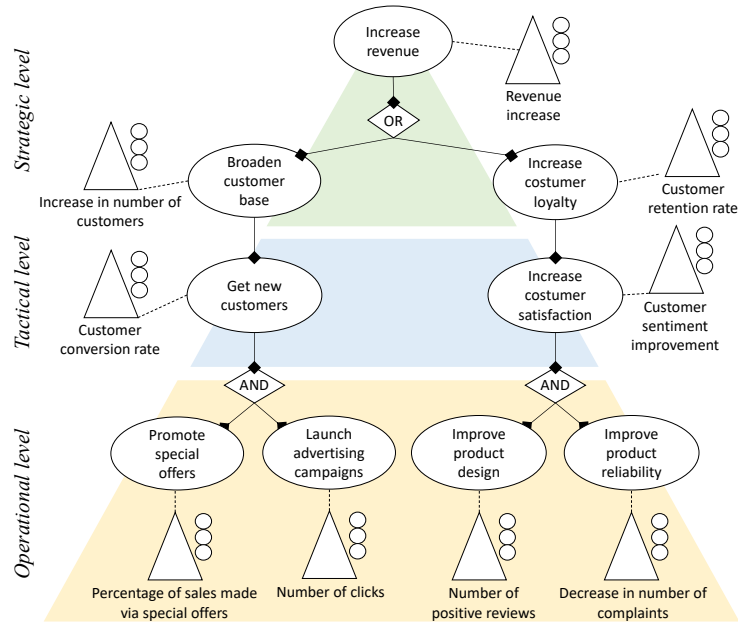 Strategic level
Increase
revenue
Revenue
increase
OR
Broaden
customer
base
Increase in number of
customers
Increase
costumer
loyalty
Customer
retention rate
Tactical level
Get new
customers
Customer
conversion rate
Increase
costumer
satisfaction
Customer
sentiment
improvement
AND
AND
Operational level
Promote
special
offers
Launch
advertising
campaigns
Improve
product
design
Improve
product
reliability
Percentage of sales made
via special offers
Number of clicks
Number of
positive reviews
Decrease in number of
complaints